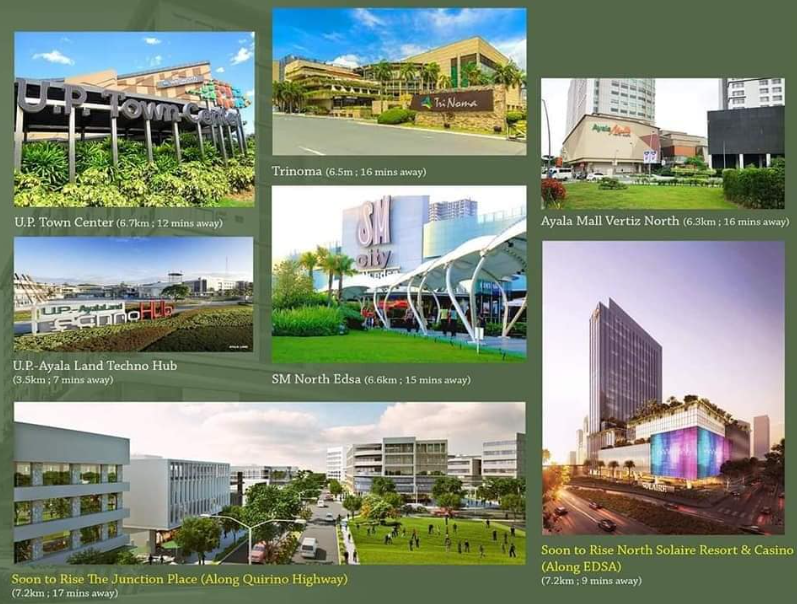 U.P. Town Center
U.P. Town Center (6.7km ; 12 mins away)
TriNoma
Trinoma (6.5m ; 16 mins away)
Ayala Malls
Ayala Mall Vertiz North (6.3km ; 16 mins away)
U.P.-Ayala Land
TechnoHub
U.P.-Ayala Land Techno Hub
(3.5km ; 7 mins away)
SM
city
SM North Edsa (6.6km ; 15 mins away)
SOLAIRE
Soon to Rise The Junction Place (Along Quirino Highway)
(7.2km ; 17 mins away)
Soon to Rise North Solaire Resort & Casino
(Along EDSA)
(7.2km ; 9 mins away)